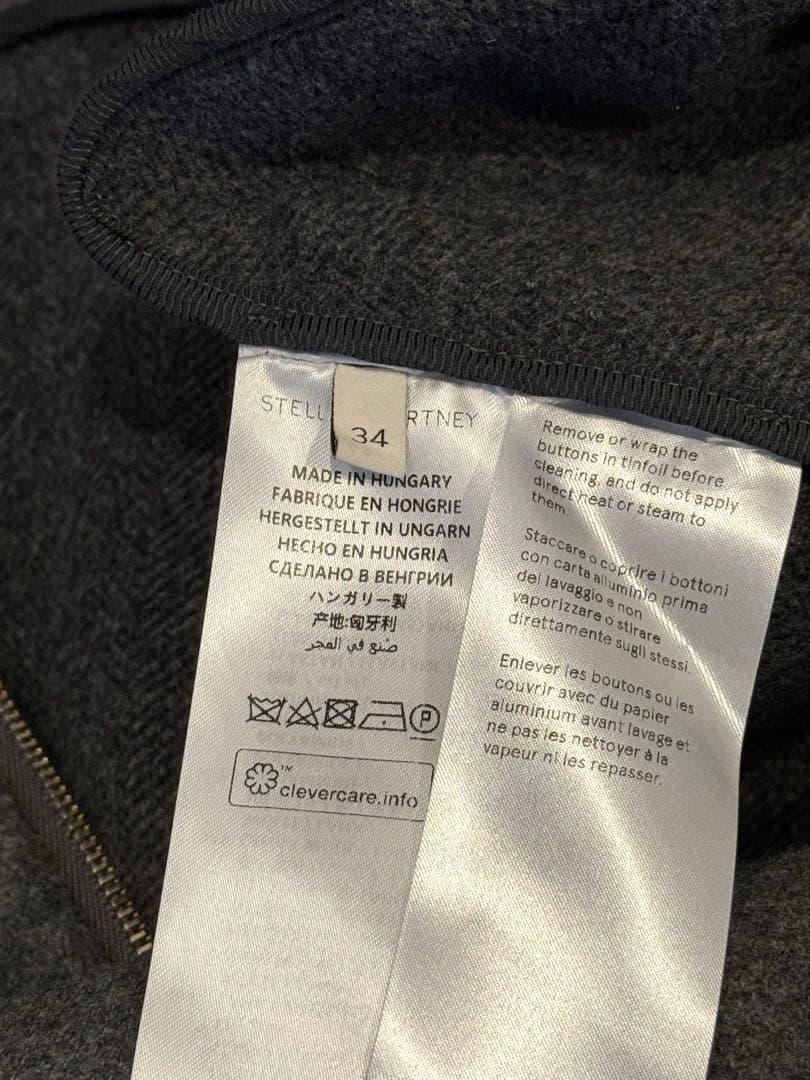 STELL RTNEY
34
MADE IN HUNGARY
FABRIQUE EN HONGRIE
HERGESTELLT IN UNGARN
HECHO EN HUNGRIA
СДЕЛАНО В ВЕНГРИИ
ハンガリー製
产地:匈牙利
صُنع في المجر
P
clevercare.info
TM
Remove or wrap the
buttons in tinfoil before
cleaning, and do not apply
direct heat or steam to
them.
Staccare o coprire i bottoni
con carta alluminio prima
del lavaggio e non
vaporizzare o stirare
direttamente sugli stessi.
Enlever les boutons ou les
couvrir avec du papier
aluminium avant lavage et
ne pas les nettoyer à la
vapeur ni les repasser.